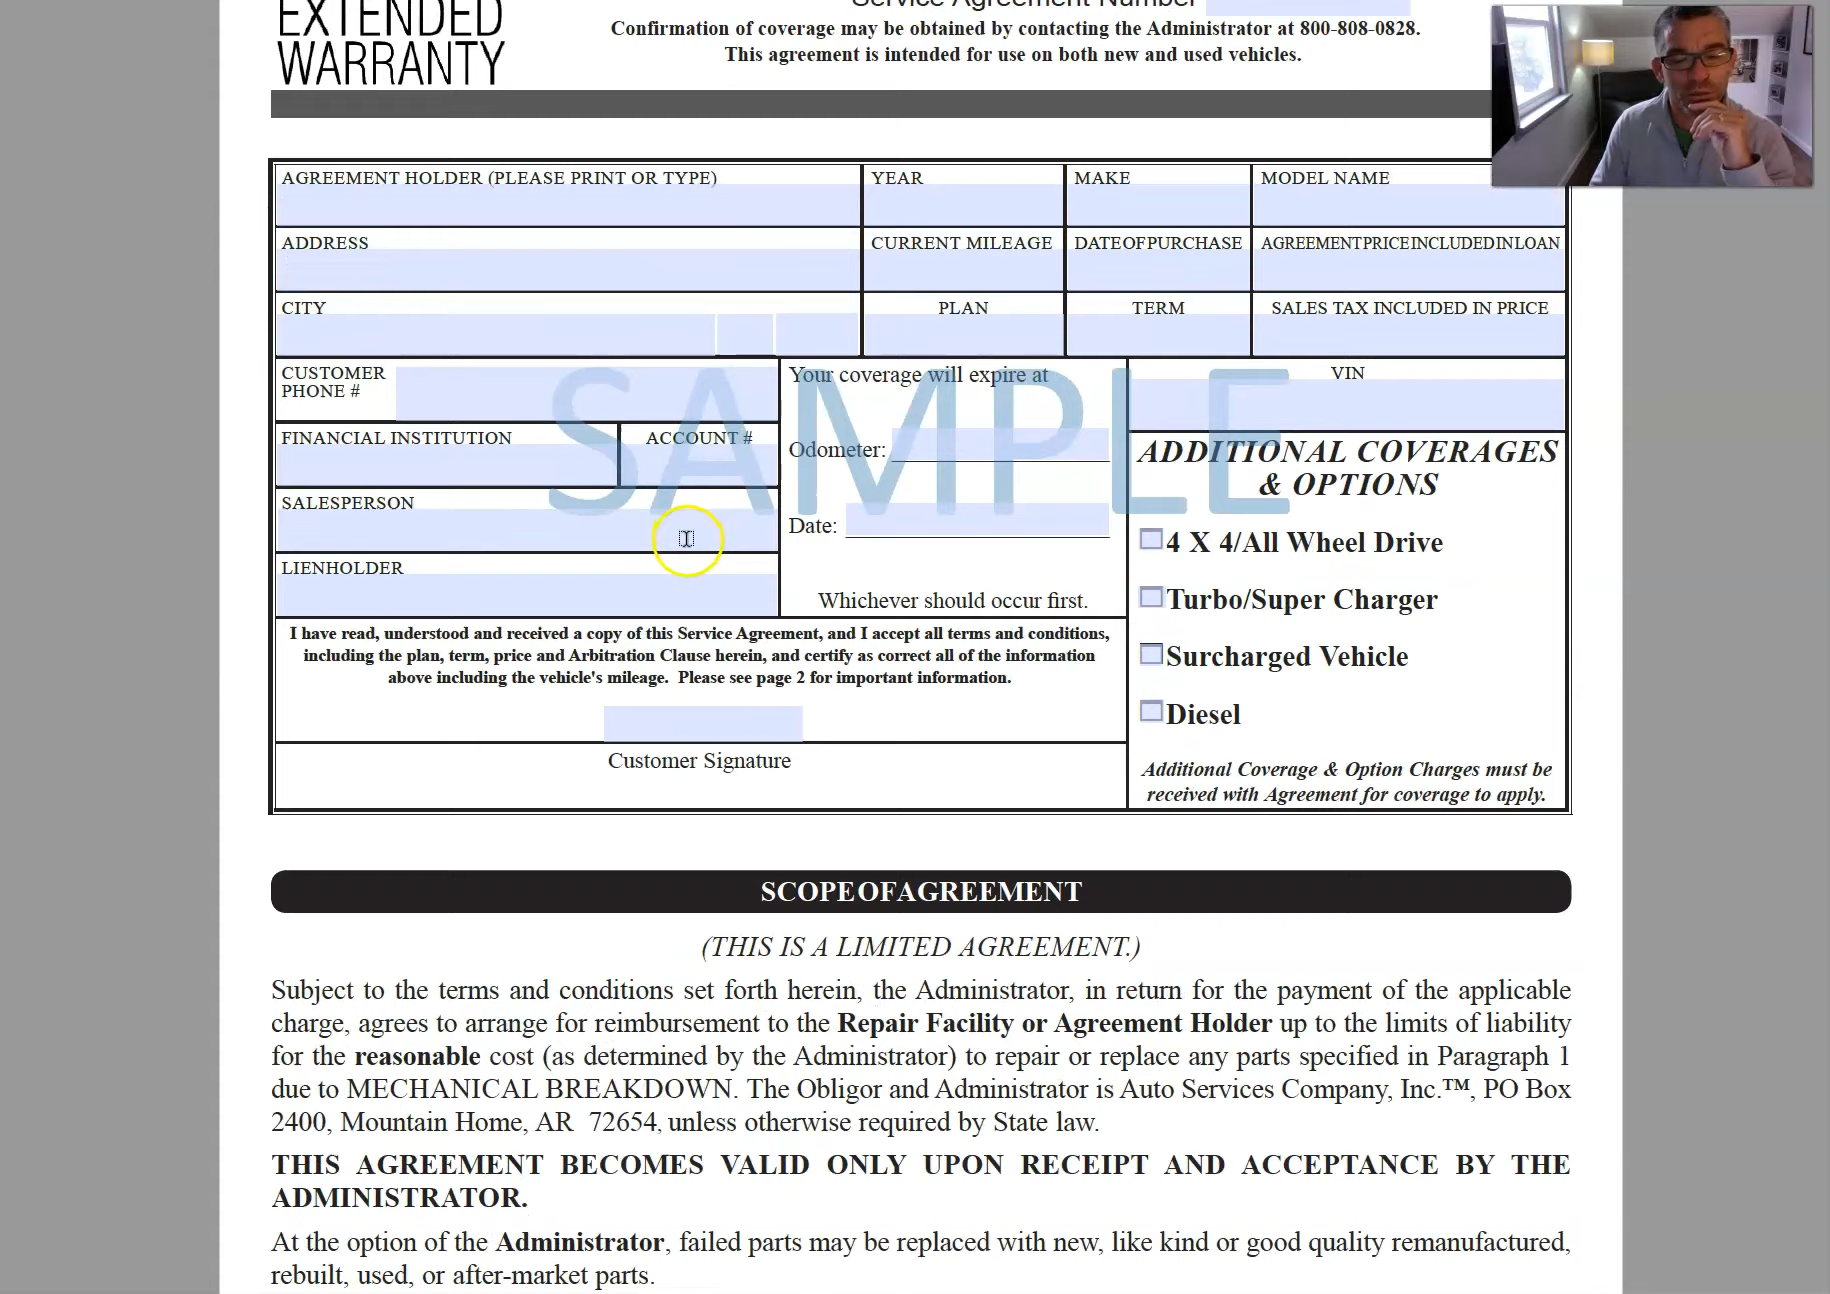 EXTENDED
WARRANTY
Service Agreement Number
Confirmation of coverage may be obtained by contacting the Administrator at 800-808-0828.
This agreement is intended for use on both new and used vehicles.
AGREEMENT HOLDER (PLEASE PRINT OR TYPE)
YEAR
MAKE
MODEL NAME
ADDRESS
CURRENT MILEAGE
DATE OF PURCHASE
AGREEMENT PRICE INCLUDED IN LOAN
CITY
PLAN
TERM
SALES TAX INCLUDED IN PRICE
CUSTOMER
PHONE #
Your coverage will expire at
VIN
SAMPLE
FINANCIAL INSTITUTION
ACCOUNT #
Odometer:
ADDITIONAL COVERAGES
& OPTIONS
SALESPERSON
Date:
4 X 4/All Wheel Drive
LIENHOLDER
Whichever should occur first.
Turbo/Super Charger
I have read, understood and received a copy of this Service Agreement, and I accept all terms and conditions,
including the plan, term, price and Arbitration Clause herein, and certify as correct all of the information
above including the vehicle's mileage. Please see page 2 for important information.
Surcharged Vehicle
Diesel
Customer Signature
Additional Coverage & Option Charges must be
received with Agreement for coverage to apply.
SCOPE OF AGREEMENT
(THIS IS A LIMITED AGREEMENT.)
Subject to the terms and conditions set forth herein, the Administrator, in return for the payment of the applicable
charge, agrees to arrange for reimbursement to the Repair Facility or Agreement Holder up to the limits of liability
for the reasonable cost (as determined by the Administrator) to repair or replace any parts specified in Paragraph 1
due to MECHANICAL BREAKDOWN. The Obligor and Administrator is Auto Services Company, Inc.™, PO Box
2400, Mountain Home, AR 72654, unless otherwise required by State law.
THIS AGREEMENT BECOMES VALID ONLY UPON RECEIPT AND ACCEPTANCE BY THE
ADMINISTRATOR.
At the option of the Administrator, failed parts may be replaced with new, like kind or good quality remanufactured,
rebuilt, used, or after-market parts.